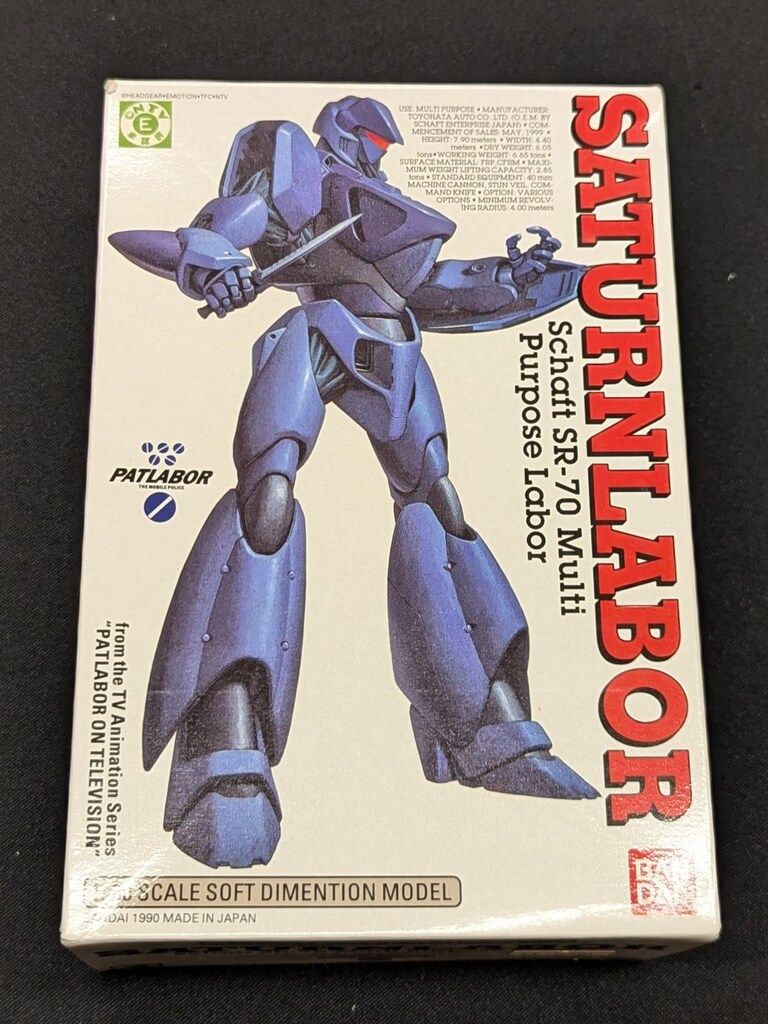 ©HEADGEAR•EMOTION•TFC•NTV
©NTV
E
USE: MULTI PURPOSE • MANUFACTURER:
TOYOHATA AUTO CO., LTD. (O.E.M. BY
SCHAFT ENTERPRISE JAPAN) • COM-
MENCEMENT OF SALES: MAY, 1999 •
HEIGHT: 7.90 meters • WIDTH: 4.40
meters • DRY WEIGHT: 6.05
tons • WORKING WEIGHT: 6.65 tons •
SURFACE MATERIAL: FRP, CFRM • MAXI-
MUM WEIGHT LIFTING CAPACITY: 2.85
tons • STANDARD EQUIPMENT: 40 mm
MACHINE CANNON, STUN VEIL, COM-
MAND KNIFE • OPTION: VARIOUS
OPTIONS • MINIMUM REVOLV-
ING RADIUS: 4.00 meters
SATURNLABOR
Schaft SR-70 Multi
Purpose Labor
PATLABOR
THE MOBILE POLICE
from the TV Animation Series
"PATLABOR ON TELEVISION"
SCALE SOFT DIMENTION MODEL
BANDAI 1990 MADE IN JAPAN